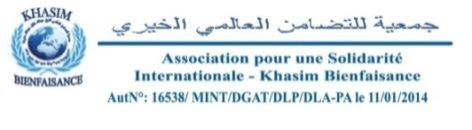 KHASIM
BIENFAISANCE
جمعية للتضامن العالمي الخيري
Association pour une Solidarité
Internationale - Khasim Bienfaisance
AutN°: 16538/ MINT/DGAT/DLP/DLA-PA le 11/01/2014